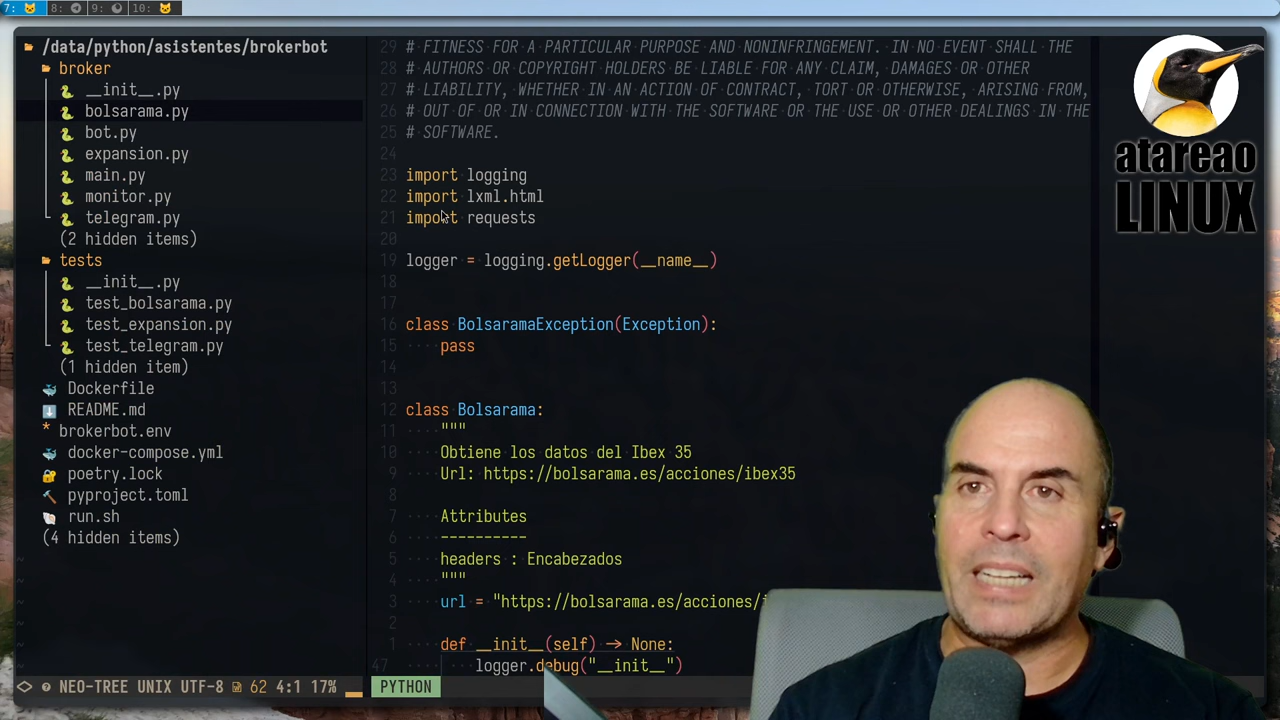 7: 8: 9: 10:
/data/python/asistentes/brokerbot
broker
__init__.py
bolsarama.py
bot.py
expansion.py
main.py
monitor.py
telegram.py
(2 hidden items)
tests
__init__.py
test_bolsarama.py
test_expansion.py
test_telegram.py
(1 hidden item)
Dockerfile
README.md
* brokerbot.env
docker-compose.yml
poetry.lock
pyproject.toml
run.sh
(4 hidden items)
NEO-TREE UNIX UTF-8 62 4:1 17%
29 # FITNESS FOR A PARTICULAR PURPOSE AND NONINFRINGEMENT. IN NO EVENT SHALL THE
28 # AUTHORS OR COPYRIGHT HOLDERS BE LIABLE FOR ANY CLAIM, DAMAGES OR OTHER
27 # LIABILITY, WHETHER IN AN ACTION OF CONTRACT, TORT OR OTHERWISE, ARISING FROM,
26 # OUT OF OR IN CONNECTION WITH THE SOFTWARE OR THE USE OR OTHER DEALINGS IN THE
25 # SOFTWARE.
24
23 import logging
22 import lxml.html
21 import requests
20
19 logger = logging.getLogger(__name__)
18
17
16 class BolsaramaException(Exception):
15 pass
14
13
12 class Bolsarama:
11 """
10 Obtiene los datos del Ibex 35
9 Url: https://bolsarama.es/acciones/ibex35
8
7 Attributes
6 ----------
5 headers : Encabezados
4 """
3 url = "https://bolsarama.es/acciones/i
2
1 def __init__(self) → None:
47 logger.debug("__init__")
PYTHON
atareao
LINUX